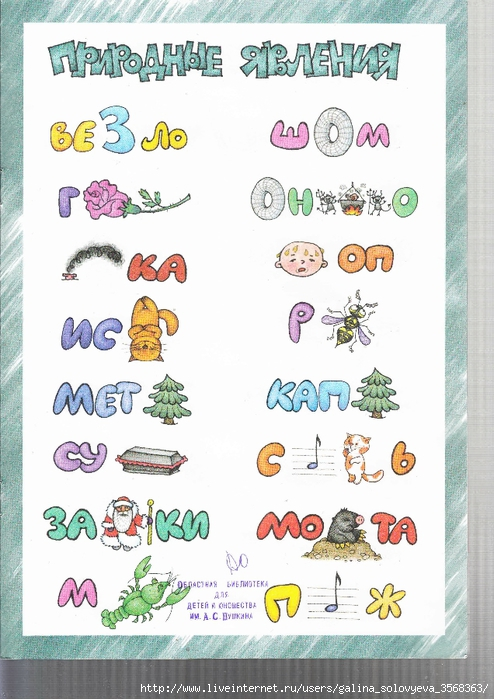 ПРИРОДНЫЕ ЯВЛЕНИЯ
ВЕ 3 ЛО
Ш М
Г
Н О
КА
ОП
ИС
Р
МЕТ
КАП
СУ
С Ь
ЗА КИ
МО ТА
М
П Ж
ОБЛАСТНАЯ БИБЛИОТЕКА
ДЛЯ
ДЕТЕЙ И ЮНОШЕСТВА
ИМ. А. С. ПУШКИНА
http://www.liveinternet.ru/users/galina_solovyeva_3568363/